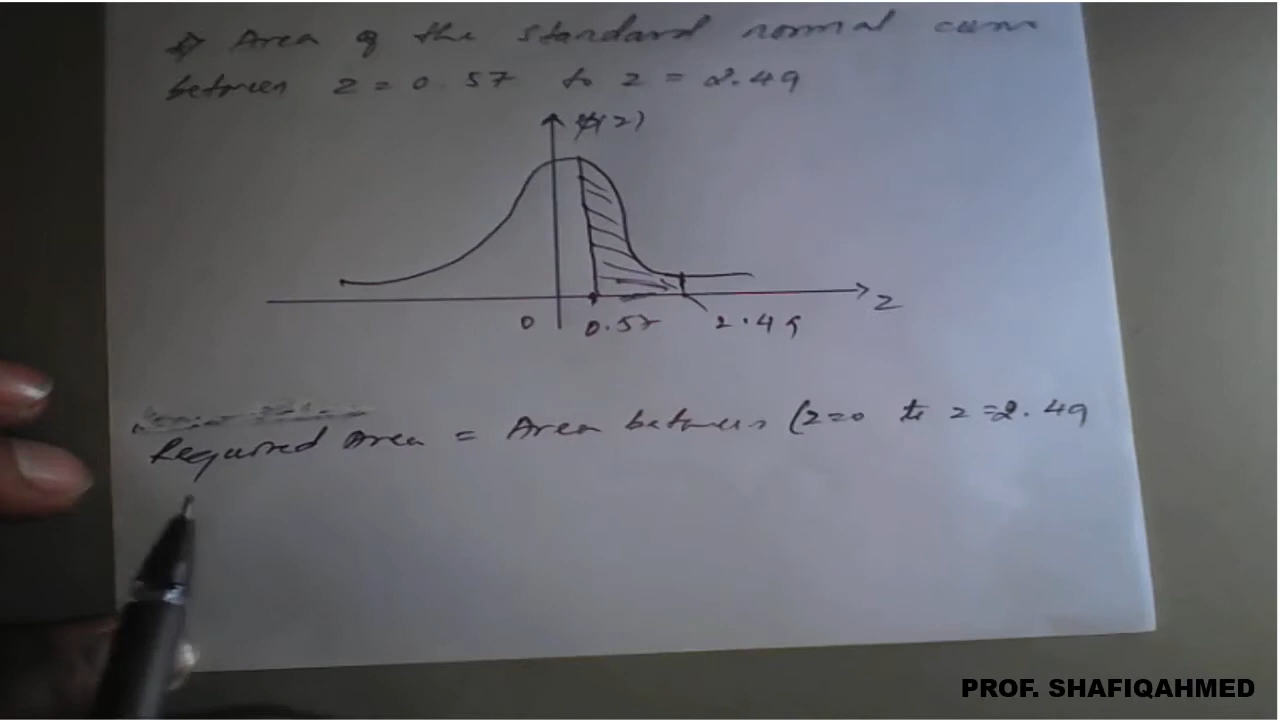 Area of the standard normal curve
between z = 0.57 to z = 2.49
φ(z)
0 0.57 2.49 z
Required Area = Area between (z=0 to z=2.49
PROF. SHAFIQAHMED